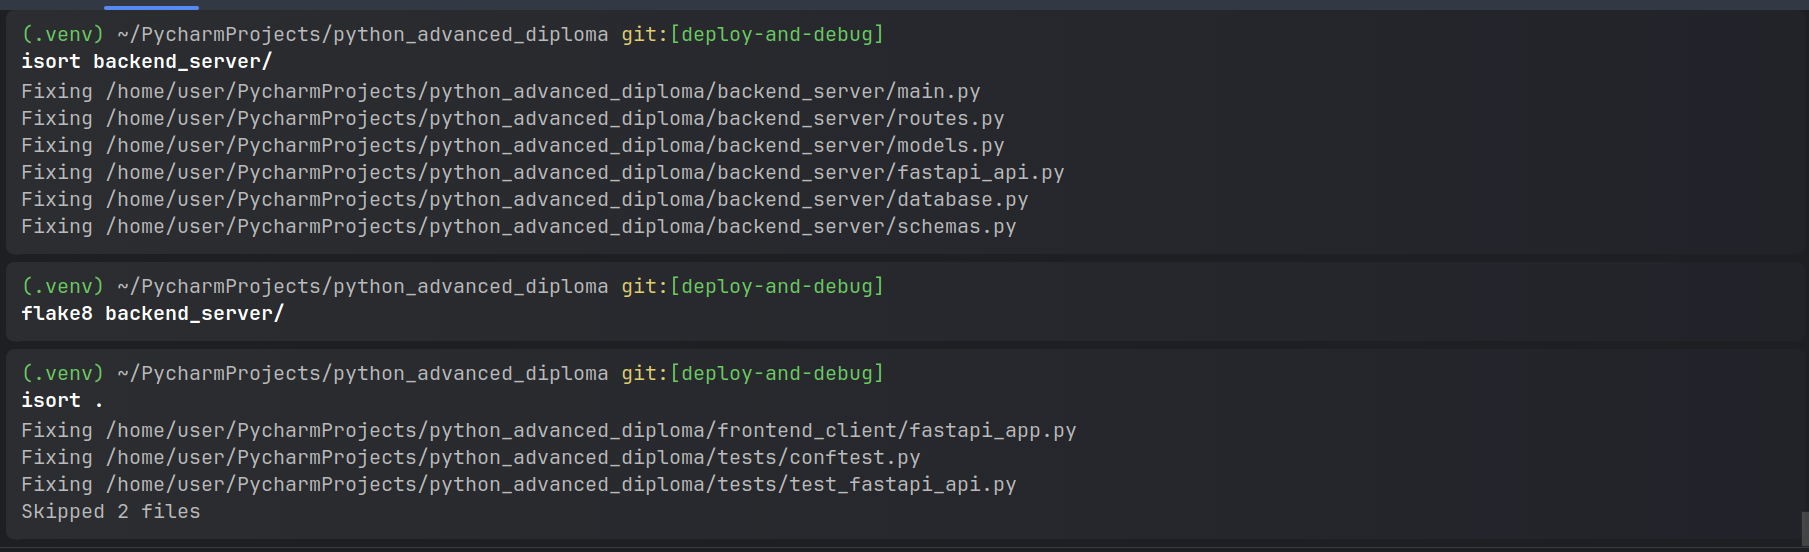 (.venv) ~/PycharmProjects/python_advanced_diploma git:[deploy-and-debug]
isort backend_server/
Fixing /home/user/PycharmProjects/python_advanced_diploma/backend_server/main.py
Fixing /home/user/PycharmProjects/python_advanced_diploma/backend_server/routes.py
Fixing /home/user/PycharmProjects/python_advanced_diploma/backend_server/models.py
Fixing /home/user/PycharmProjects/python_advanced_diploma/backend_server/fastapi_api.py
Fixing /home/user/PycharmProjects/python_advanced_diploma/backend_server/database.py
Fixing /home/user/PycharmProjects/python_advanced_diploma/backend_server/schemas.py
(.venv) ~/PycharmProjects/python_advanced_diploma git:[deploy-and-debug]
flake8 backend_server/
(.venv) ~/PycharmProjects/python_advanced_diploma git:[deploy-and-debug]
isort .
Fixing /home/user/PycharmProjects/python_advanced_diploma/frontend_client/fastapi_app.py
Fixing /home/user/PycharmProjects/python_advanced_diploma/tests/conftest.py
Fixing /home/user/PycharmProjects/python_advanced_diploma/tests/test_fastapi_api.py
Skipped 2 files